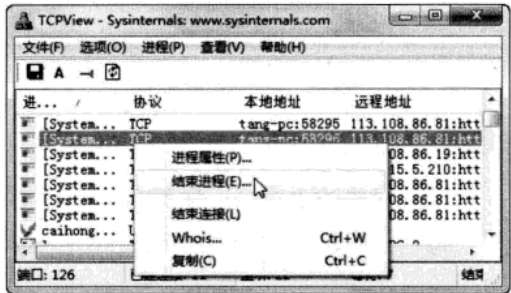 TCPView - Sysinternals: www.sysinternals.com
文件(F) 选项(O) 进程(P) 查看(V) 帮助(H)
A
进... / 协议 本地地址 远程地址
[System... TCP tang-pc:58295 113.108.86.81:htt
[System... TCP tang-pc:58296 113.108.86.81:htt
[System... 08.86.19:htt
进程属性(P)...
[System... 15.5.210:htt
[System... 08.86.81:htt
结束进程(E)...
[System... 08.86.81:htt
[System... 08.86.81:htt
结束连接(L)
caihong...
Whois... Ctrl+W
复制(C) Ctrl+C
端口: 126